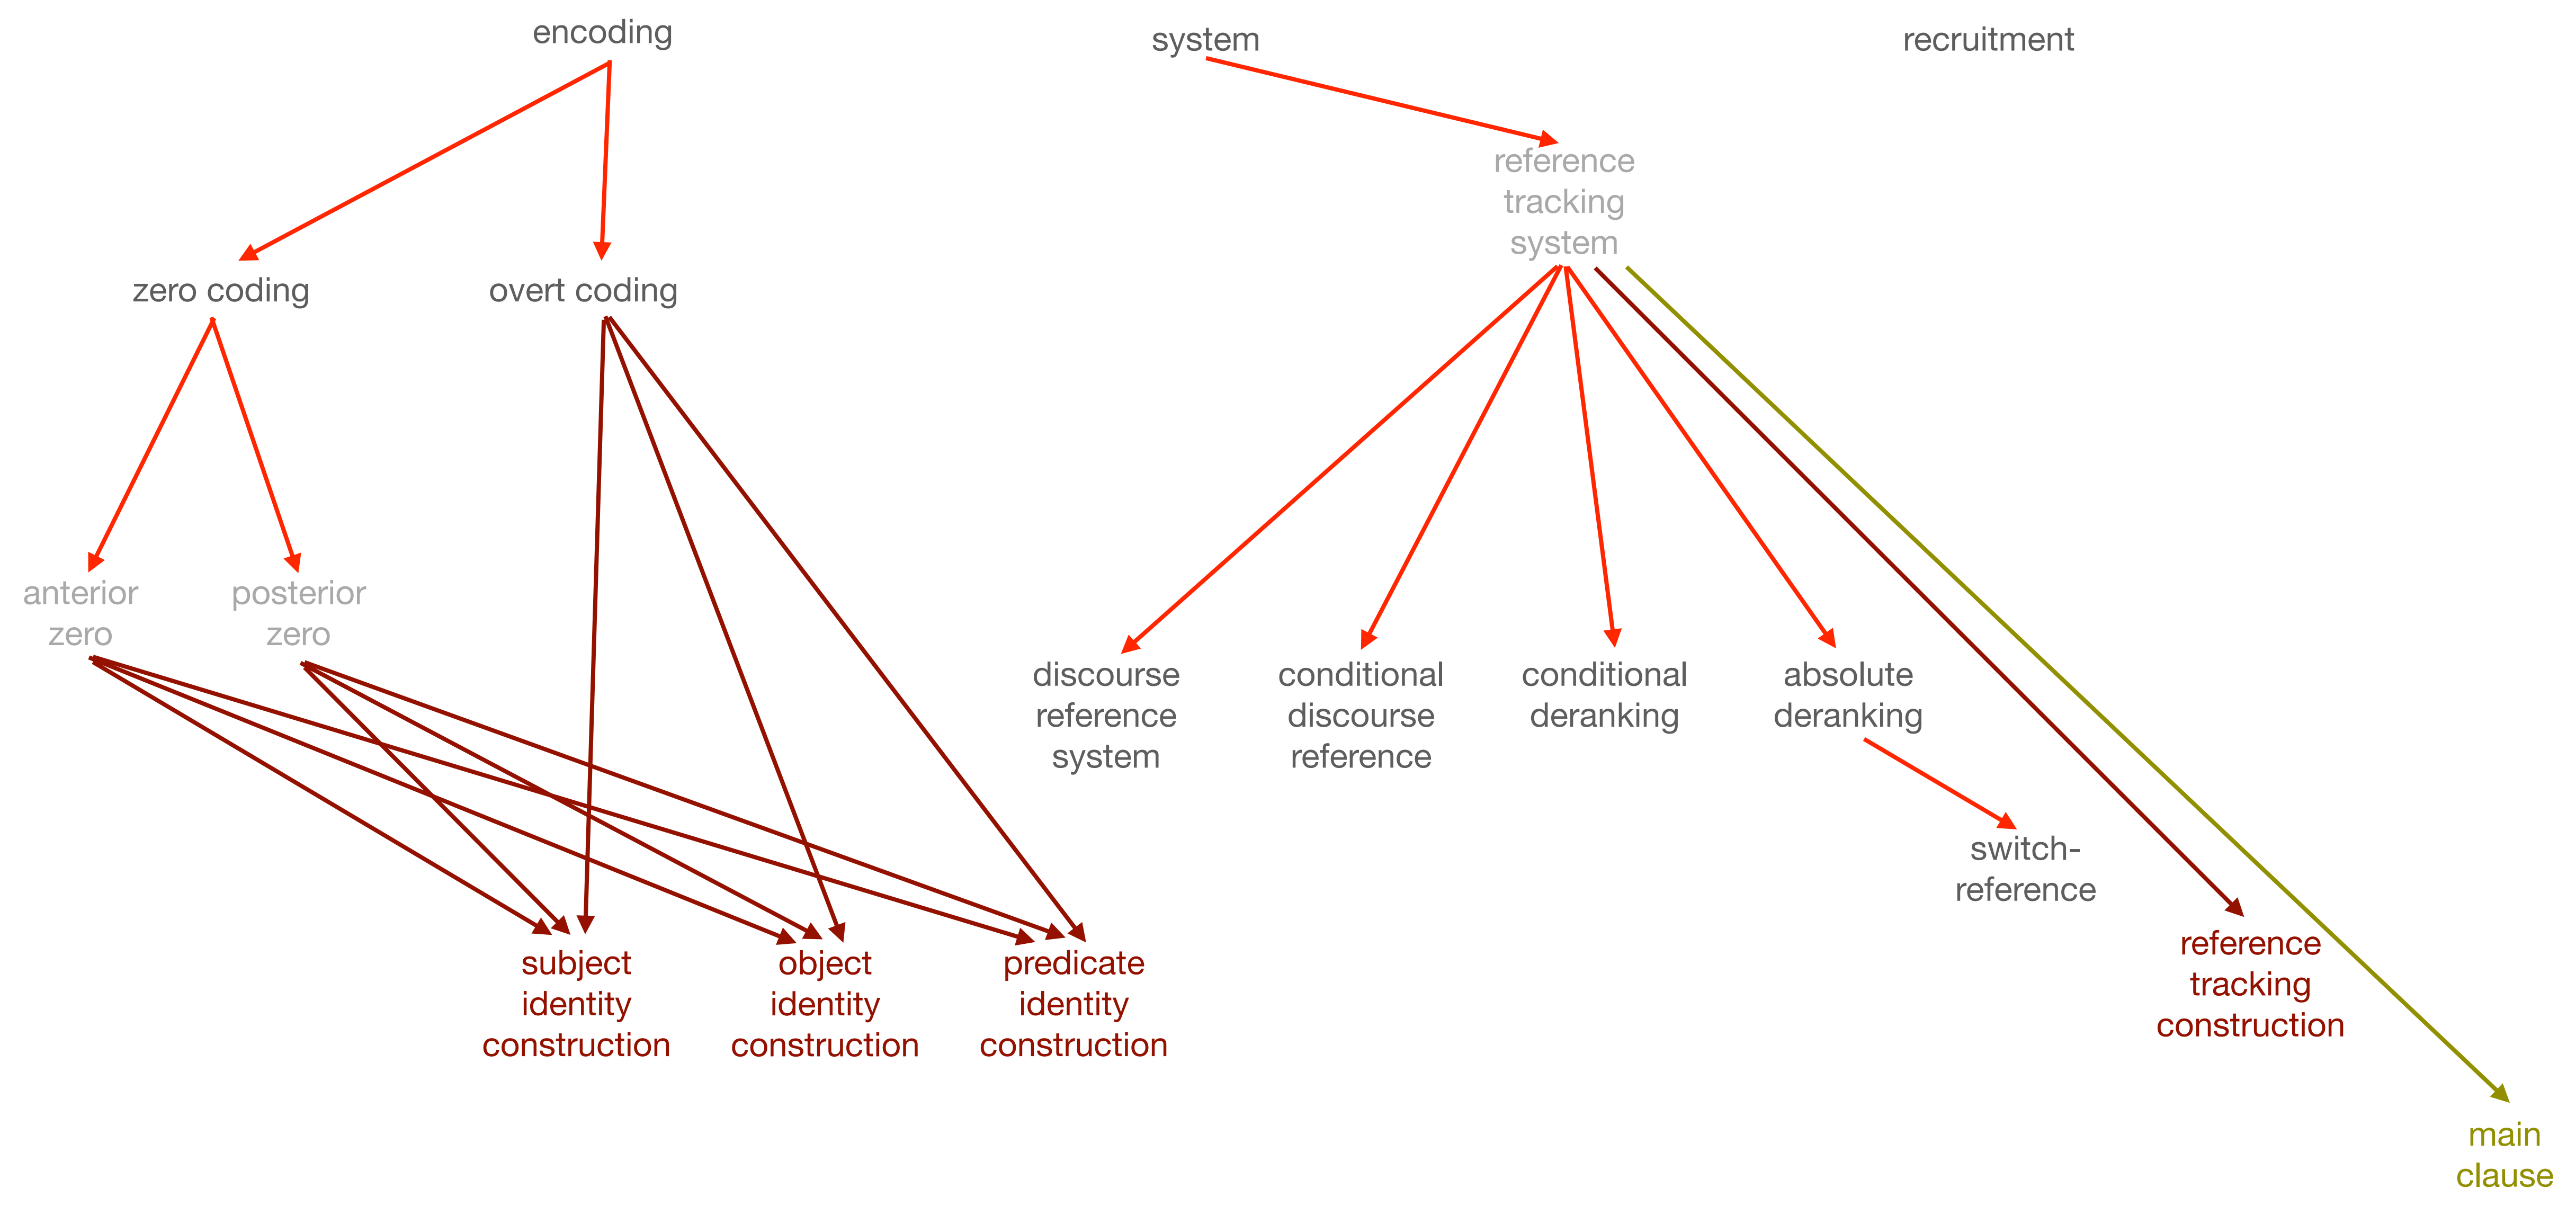 encoding
system
recruitment
reference
tracking
system
zero coding
overt coding
anterior
zero
posterior
zero
discourse
reference
system
conditional
discourse
reference
conditional
deranking
absolute
deranking
switch-
reference
subject
identity
construction
object
identity
construction
predicate
identity
construction
reference
tracking
construction
main
clause